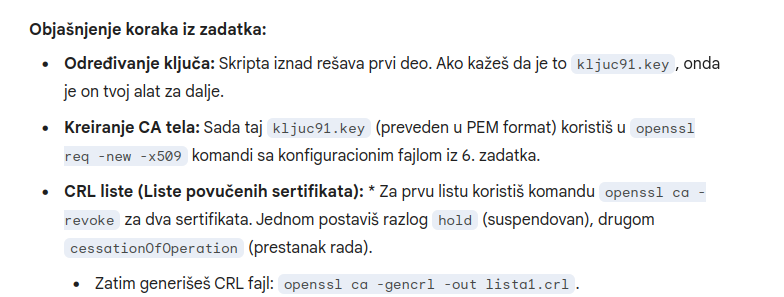 Objašnjenje koraka iz zadatka:
• Određivanje ključa: Skripta iznad rešava prvi deo. Ako kažeš da je to kljuc91.key, onda
je on tvoj alat za dalje.
• Kreiranje CA tela: Sada taj kljuc91.key (preveden u PEM format) koristiš u openssl
req -new -x509 komandi sa konfiguracionim fajlom iz 6. zadatka.
• CRL liste (Liste povučenih sertifikata): * Za prvu listu koristiš komandu openssl ca -
revoke za dva sertifikata. Jednom postaviš razlog hold (suspendovan), drugom
cessationOfOperation (prestanak rada).
• Zatim generišeš CRL fajl: openssl ca -gencrl -out lista1.crl.